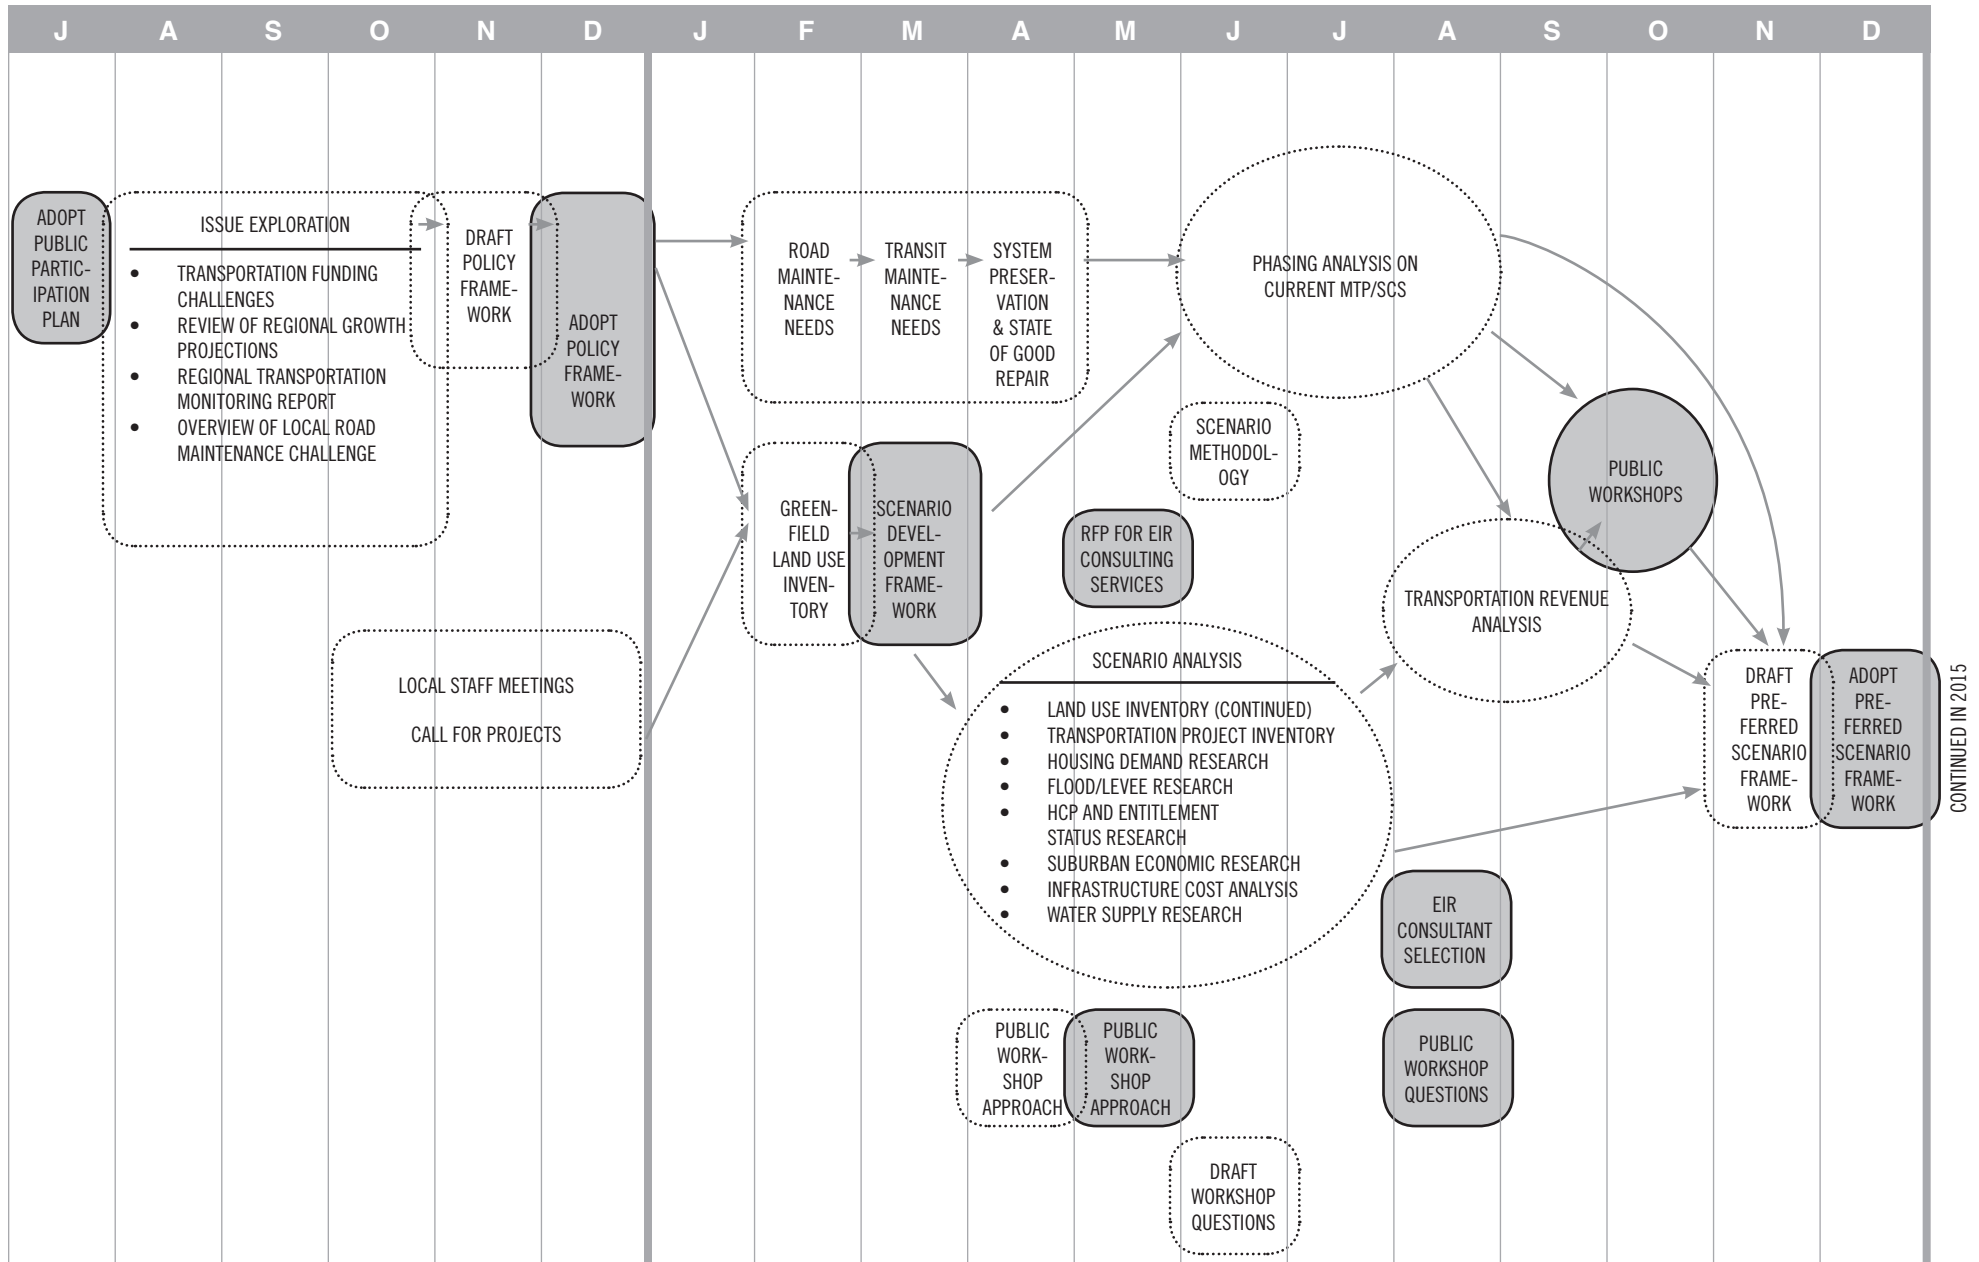 J A S O N D J F M A M J J A S O N D
ADOPT
PUBLIC
PARTIC-
IPATION
PLAN
ISSUE EXPLORATION
• TRANSPORTATION FUNDING
CHALLENGES
• REVIEW OF REGIONAL GROWTH
PROJECTIONS
• REGIONAL TRANSPORTATION
MONITORING REPORT
• OVERVIEW OF LOCAL ROAD
MAINTENANCE CHALLENGE
DRAFT
POLICY
FRAME-
WORK
ADOPT
POLICY
FRAME-
WORK
LOCAL STAFF MEETINGS
CALL FOR PROJECTS
ROAD
MAINTE-
NANCE
NEEDS
TRANSIT
MAINTE-
NANCE
NEEDS
SYSTEM
PRESER-
VATION
& STATE
OF GOOD
REPAIR
GREEN-
FIELD
LAND USE
INVEN-
TORY
SCENARIO
DEVEL-
OPMENT
FRAME-
WORK
PHASING ANALYSIS ON
CURRENT MTP/SCS
SCENARIO
METHODOL-
OGY
RFP FOR EIR
CONSULTING
SERVICES
SCENARIO ANALYSIS
• LAND USE INVENTORY (CONTINUED)
• TRANSPORTATION PROJECT INVENTORY
• HOUSING DEMAND RESEARCH
• FLOOD/LEVEE RESEARCH
• HCP AND ENTITLEMENT
STATUS RESEARCH
• SUBURBAN ECONOMIC RESEARCH
• INFRASTRUCTURE COST ANALYSIS
• WATER SUPPLY RESEARCH
PUBLIC
WORK-
SHOP
APPROACH
PUBLIC
WORK-
SHOP
APPROACH
DRAFT
WORKSHOP
QUESTIONS
PUBLIC
WORKSHOPS
TRANSPORTATION REVENUE
ANALYSIS
EIR
CONSULTANT
SELECTION
PUBLIC
WORKSHOP
QUESTIONS
DRAFT
PRE-
FERRED
SCENARIO
FRAME-
WORK
ADOPT
PRE-
FERRED
SCENARIO
FRAME-
WORK
CONTINUED IN 2015